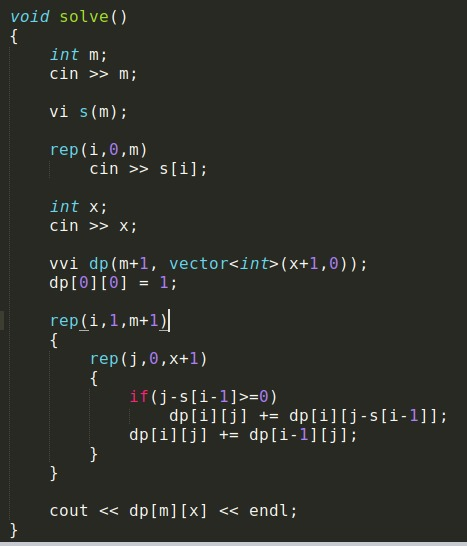 void solve()
{
    int m;
    cin >> m;

    vi s(m);

    rep(i,0,m)
        cin >> s[i];

    int x;
    cin >> x;

    vvi dp(m+1, vector<int>(x+1,0));
    dp[0][0] = 1;

    rep(i,1,m+1)
    {
        rep(j,0,x+1)
        {
            if(j-s[i-1]>=0)
                dp[i][j] += dp[i][j-s[i-1]];
            dp[i][j] += dp[i-1][j];
        }
    }

    cout << dp[m][x] << endl;
}